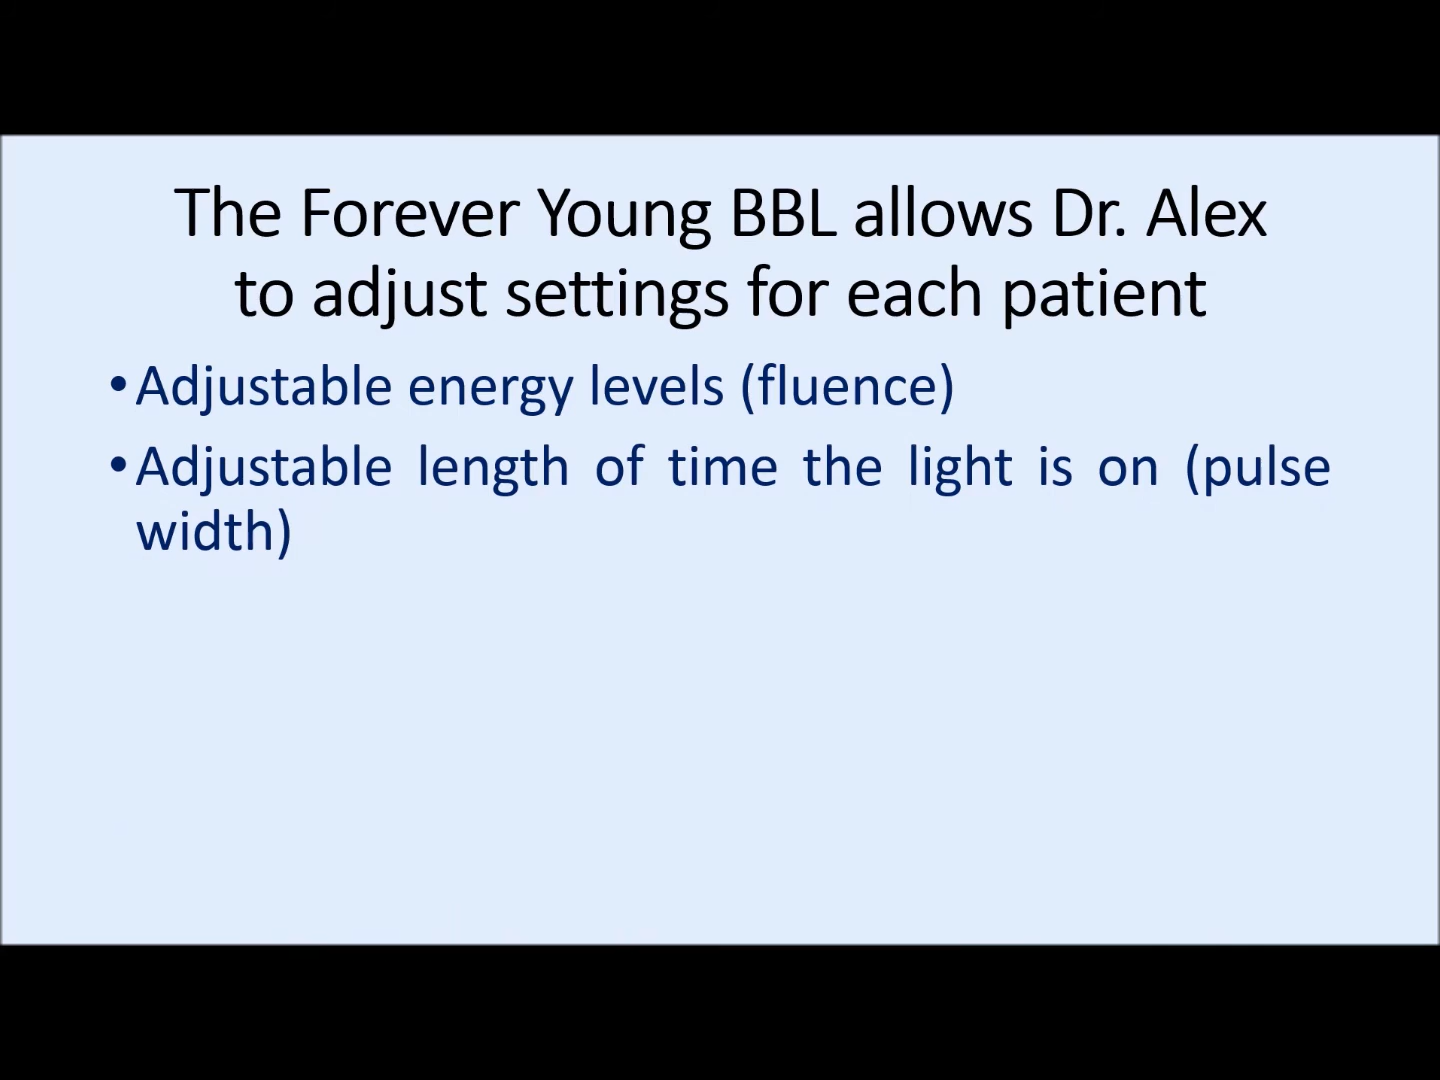 The Forever Young BBL allows Dr. Alex
to adjust settings for each patient
•Adjustable energy levels (fluence)
•Adjustable length of time the light is on (pulse
width)